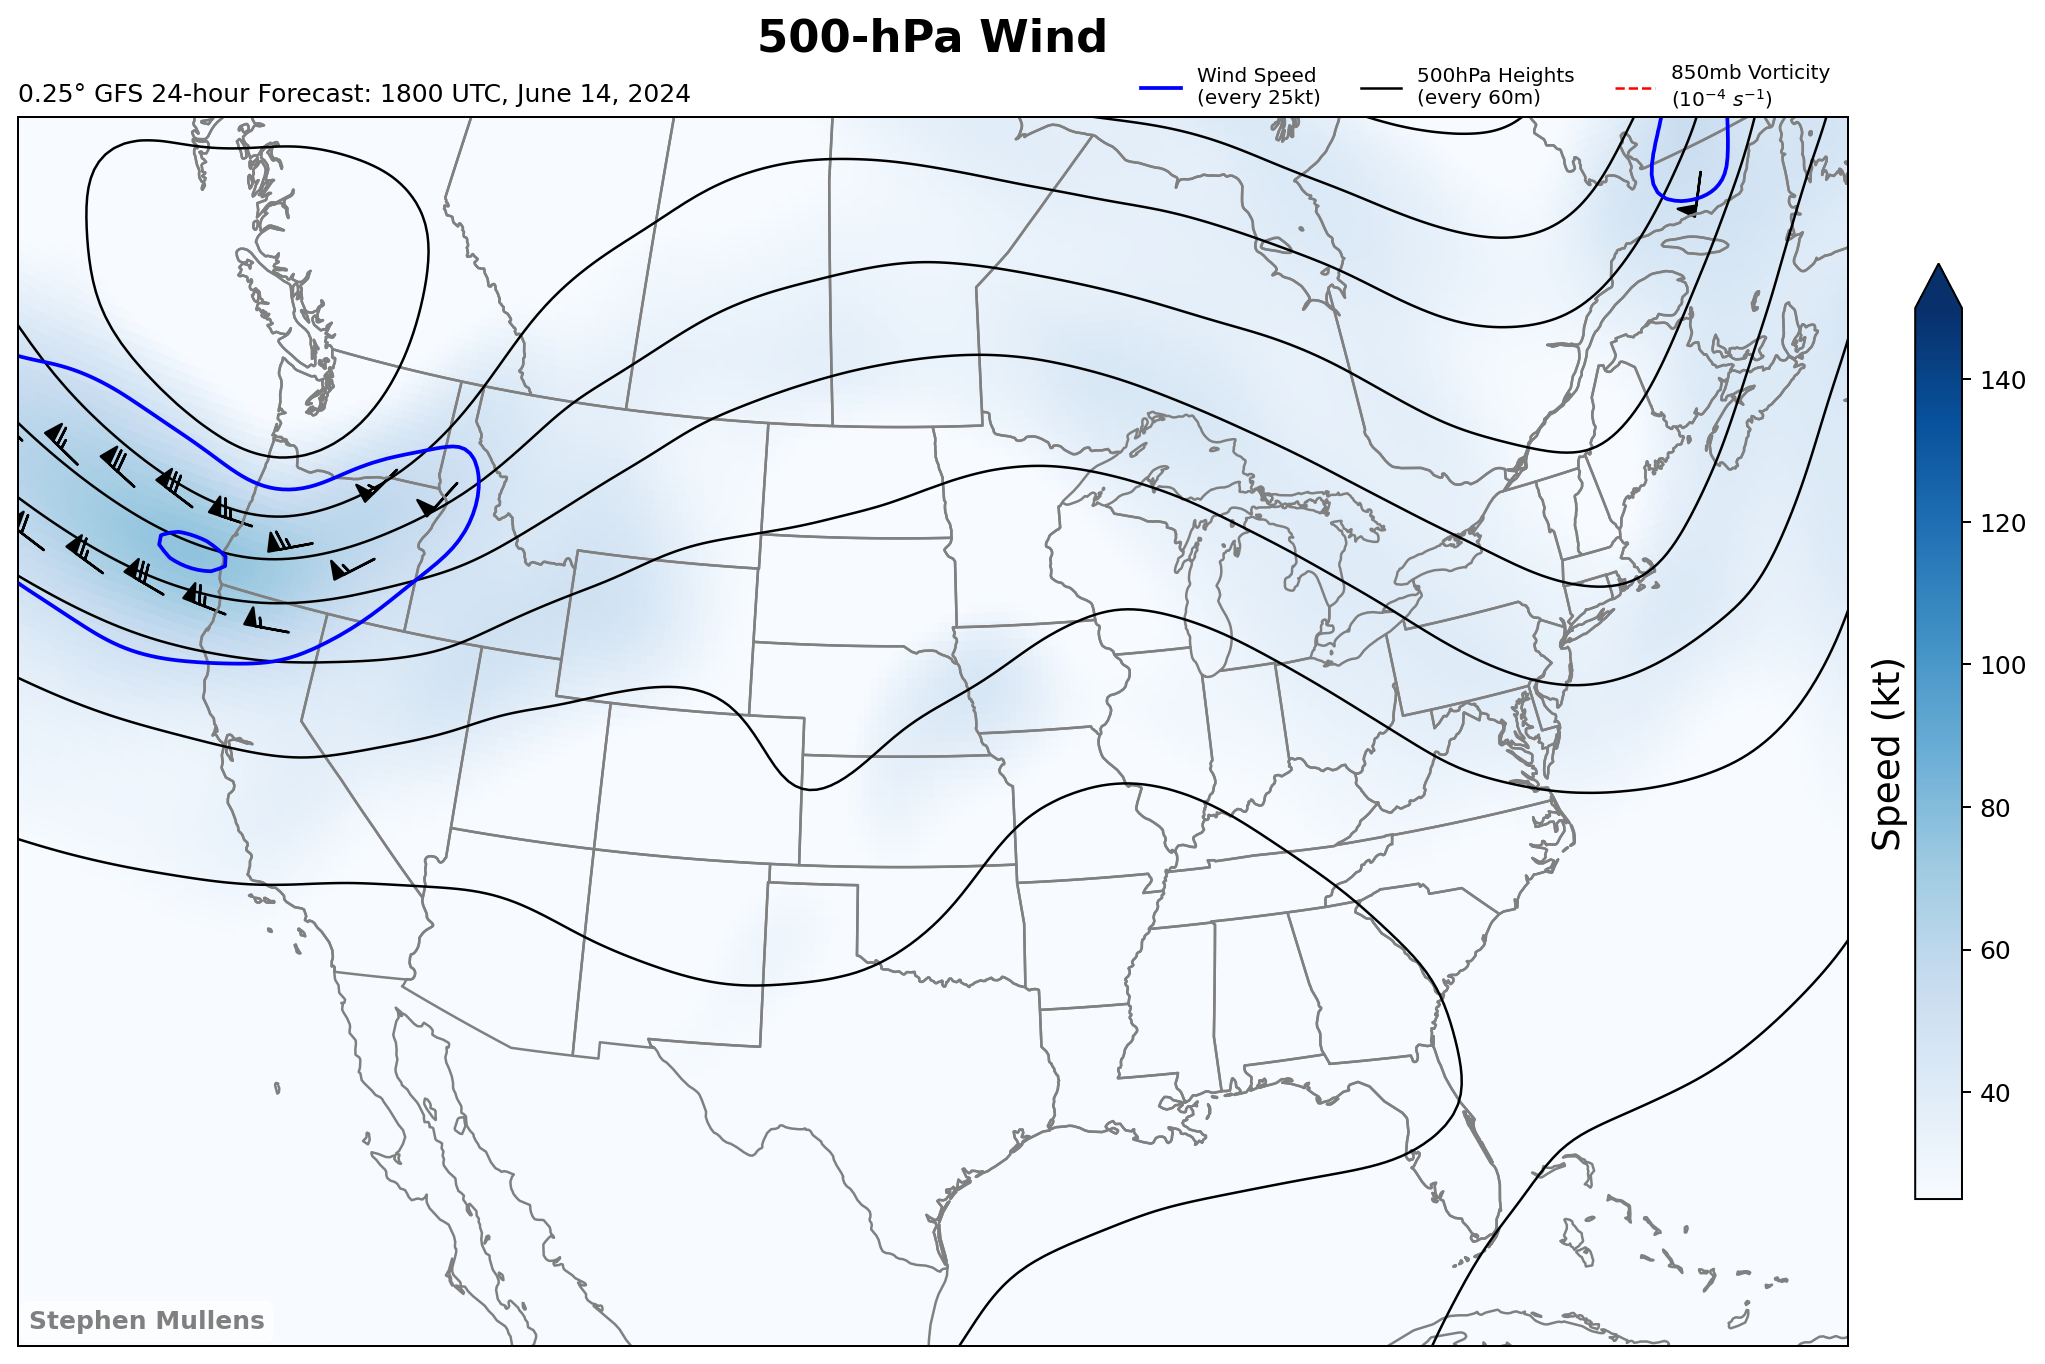 500-hPa Wind
0.25° GFS 24-hour Forecast: 1800 UTC, June 14, 2024
Wind Speed
(every 25kt)
500hPa Heights
(every 60m)
850mb Vorticity
(10⁻⁴ s⁻¹)
140
120
100
80
60
40
Speed (kt)
Stephen Mullens